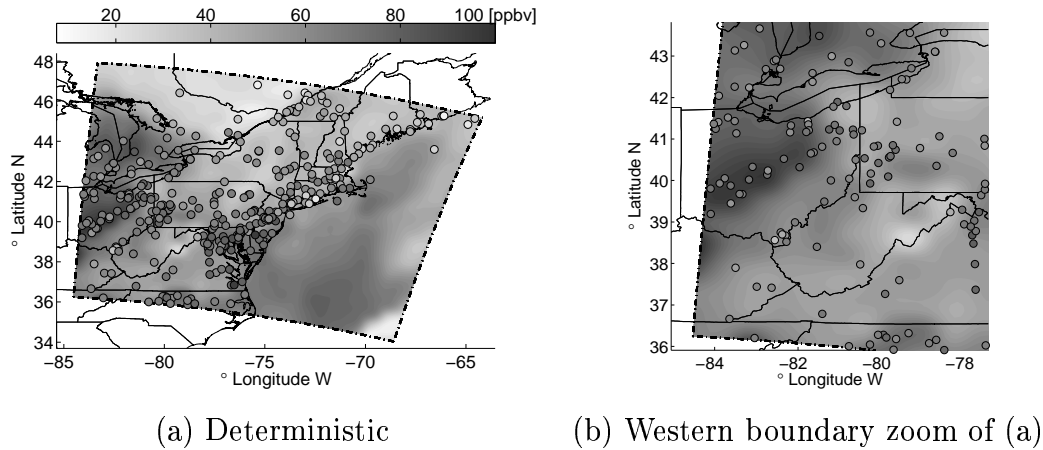 20 40 60 80 100 [ppbv]
48
46
44
42
40
38
36
34
° Latitude N
−85 −80 −75 −70 −65
° Longitude W
43
42
41
40
39
38
37
36
° Latitude N
−84 −82 −80 −78
° Longitude W
(a) Deterministic
(b) Western boundary zoom of (a)